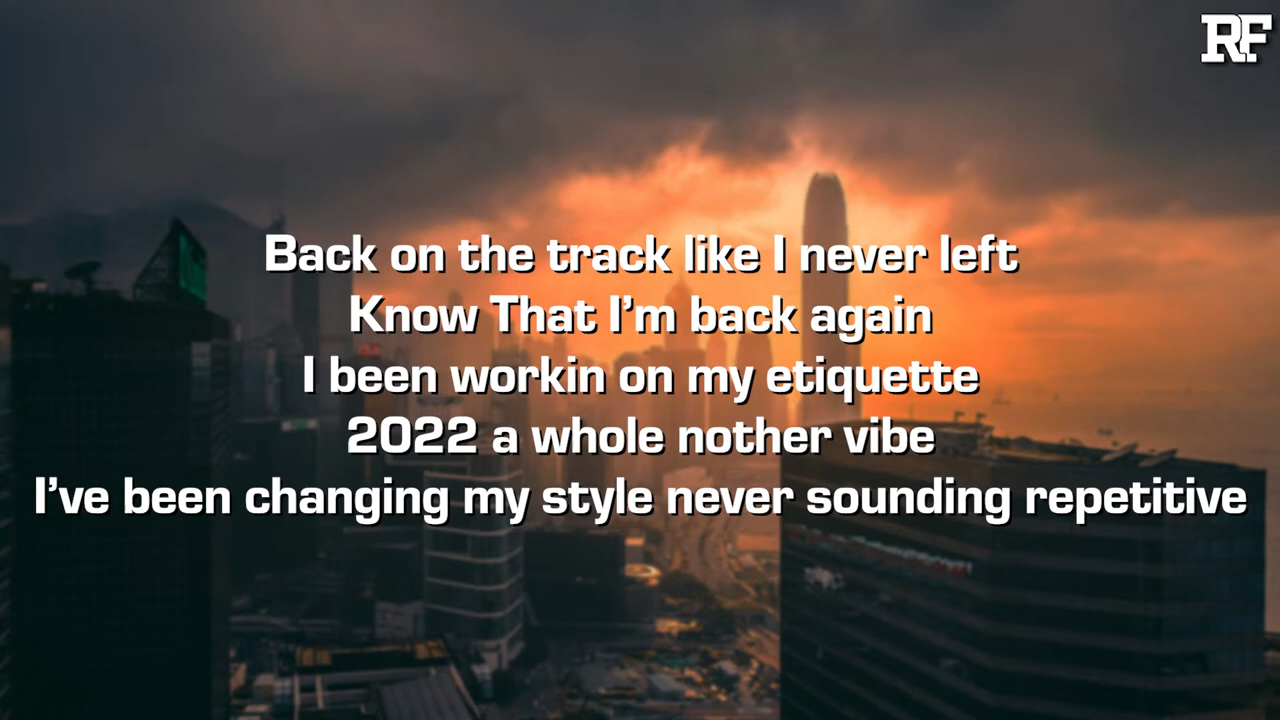 RF
Back on the track like I never left
Know That I'm back again
I been workin on my etiquette
2022 a whole nother vibe
I've been changing my style never sounding repetitive